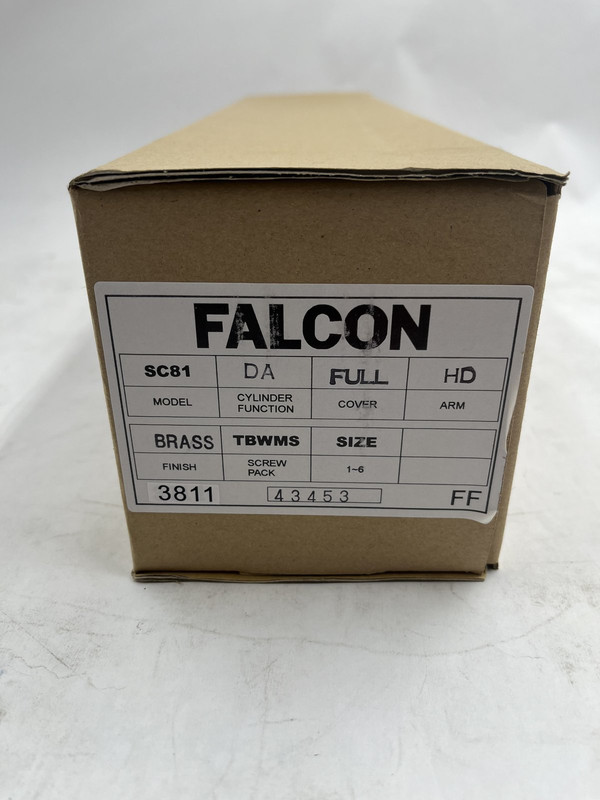 FALCON
SC81 DA FULL HD
MODEL CYLINDER FUNCTION COVER ARM
BRASS TBWMS SIZE
FINISH SCREW PACK 1~6
3811 43453 FF